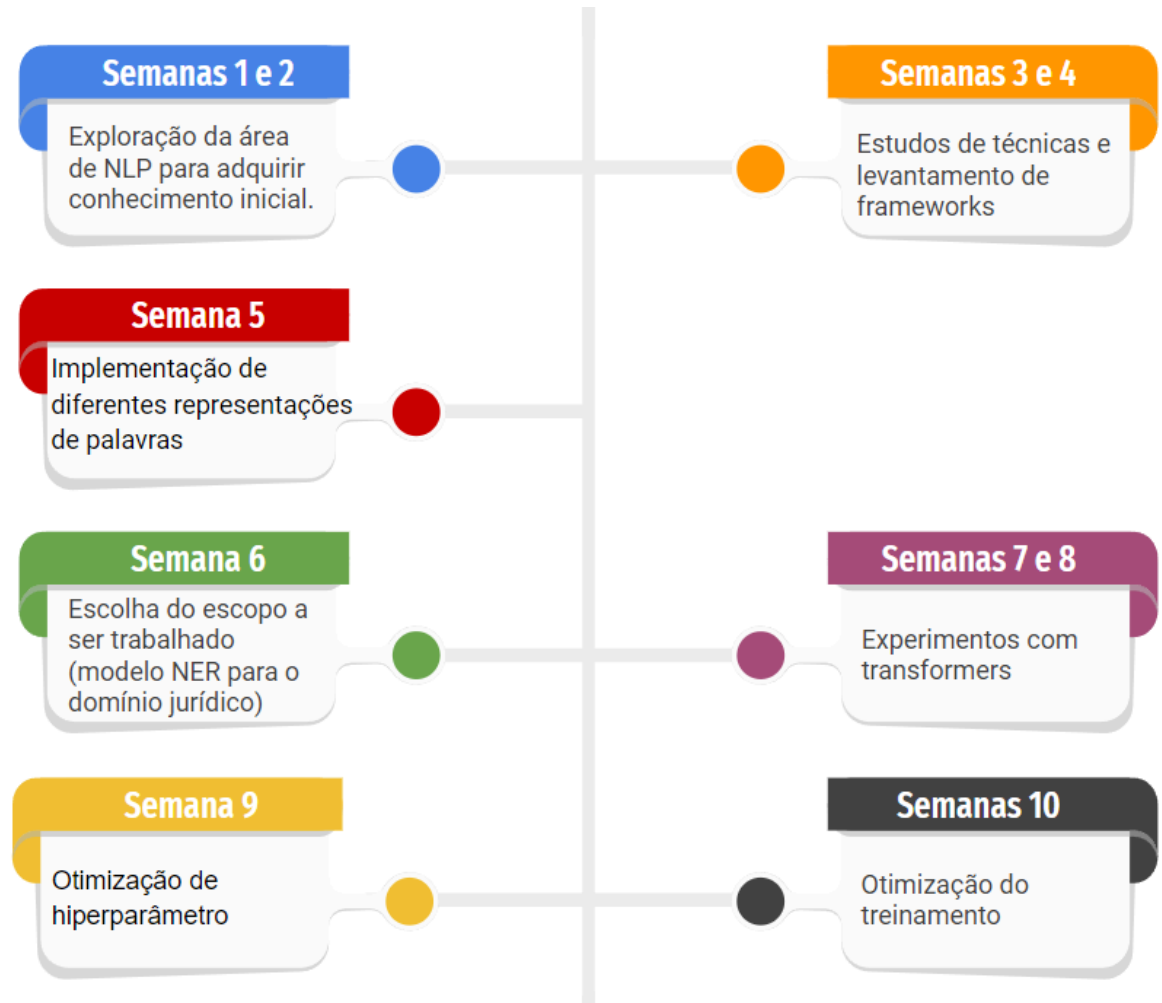 Semanas 1 e 2
Exploração da área
de NLP para adquirir
conhecimento inicial.
Semanas 3 e 4
Estudos de técnicas e
levantamento de
frameworks
Semana 5
Implementação de
diferentes representações
de palavras
Semana 6
Escolha do escopo a
ser trabalhado
(modelo NER para o
domínio jurídico)
Semanas 7 e 8
Experimentos com
transformers
Semana 9
Otimização de
hiperparâmetro
Semanas 10
Otimização do
treinamento